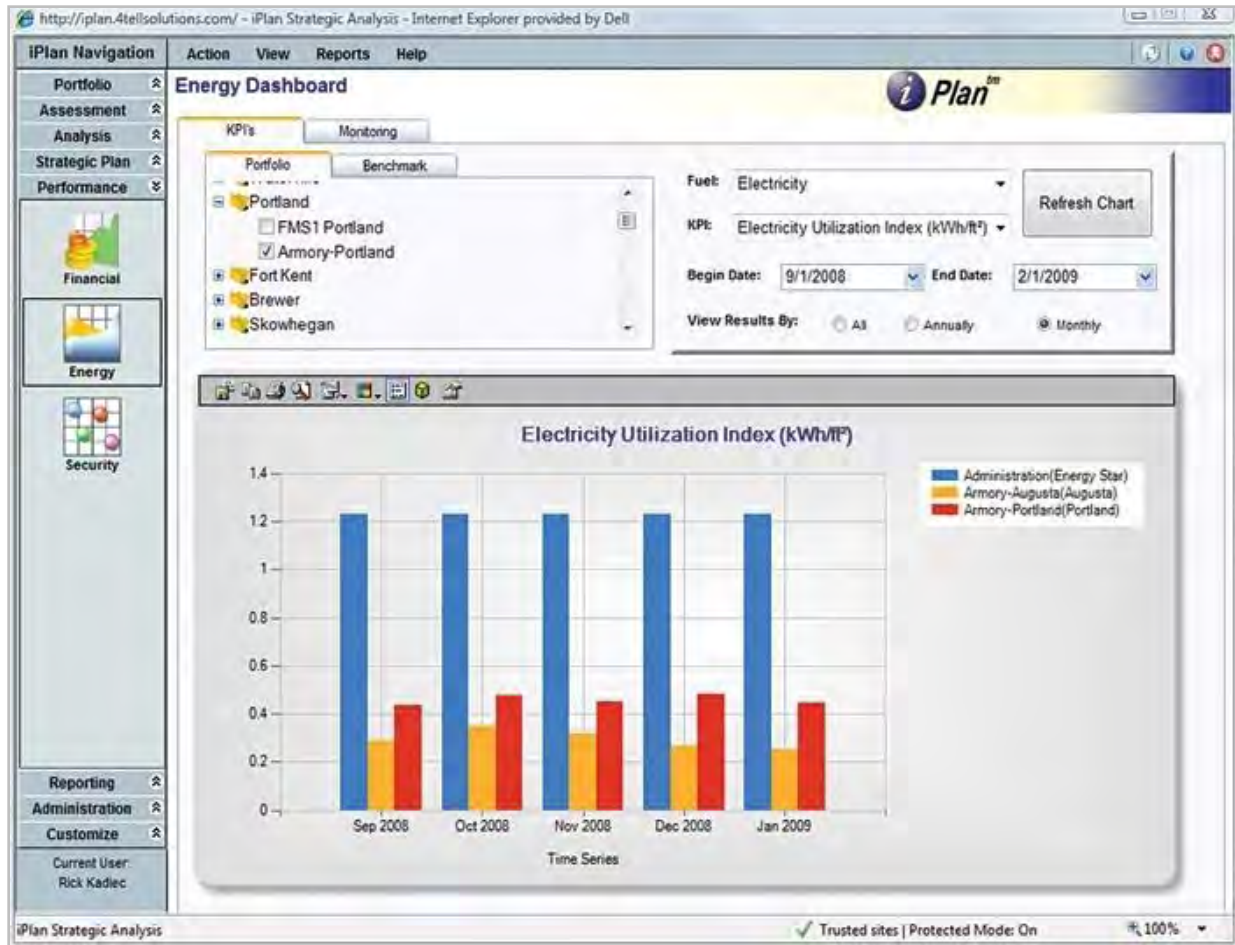 http://iplan.4tellsolutions.com/ - iPlan Strategic Analysis - Internet Explorer provided by Dell
iPlan Navigation
Action View Reports Help
Portfolio
Assessment
Analysis
Strategic Plan
Performance
Financial
Energy
Security
Reporting
Administration
Customize
Current User:
Rick Kadlec
Energy Dashboard
i Plan tm
KPI's Monitoring
Portfolio Benchmark
Portland
FMS1 Portland
Armory-Portland
Fort Kent
Brewer
Skowhegan
Fuel: Electricity
KPI: Electricity Utilization Index (kWh/ft²)
Refresh Chart
Begin Date: 9/1/2008 End Date: 2/1/2009
View Results By: All Annually Monthly
Electricity Utilization Index (kWh/ft²)
1.4
1.2
1
0.8
0.6
0.4
0.2
0
Sep 2008 Oct 2008 Nov 2008 Dec 2008 Jan 2009
Time Series
Administration(Energy Star)
Armory-Augusta(Augusta)
Armory-Portland(Portland)
iPlan Strategic Analysis
Trusted sites | Protected Mode: On
100%